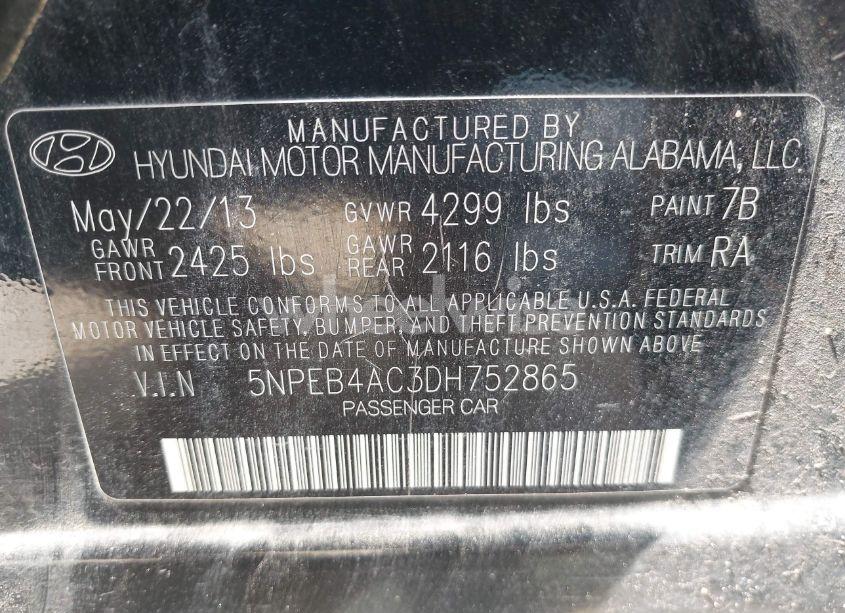 MANUFACTURED BY
HYUNDAI MOTOR MANUFACTURING ALABAMA, LLC.
May/22/13 GVWR 4299 lbs PAINT 7B
GAWR FRONT 2425 lbs GAWR REAR 2116 lbs TRIM RA
THIS VEHICLE CONFORMS TO ALL APPLICABLE U.S.A. FEDERAL
MOTOR VEHICLE SAFETY, BUMPER, AND THEFT PREVENTION STANDARDS
IN EFFECT ON THE DATE OF MANUFACTURE SHOWN ABOVE.
V.I.N 5NPEB4AC3DH752865
PASSENGER CAR